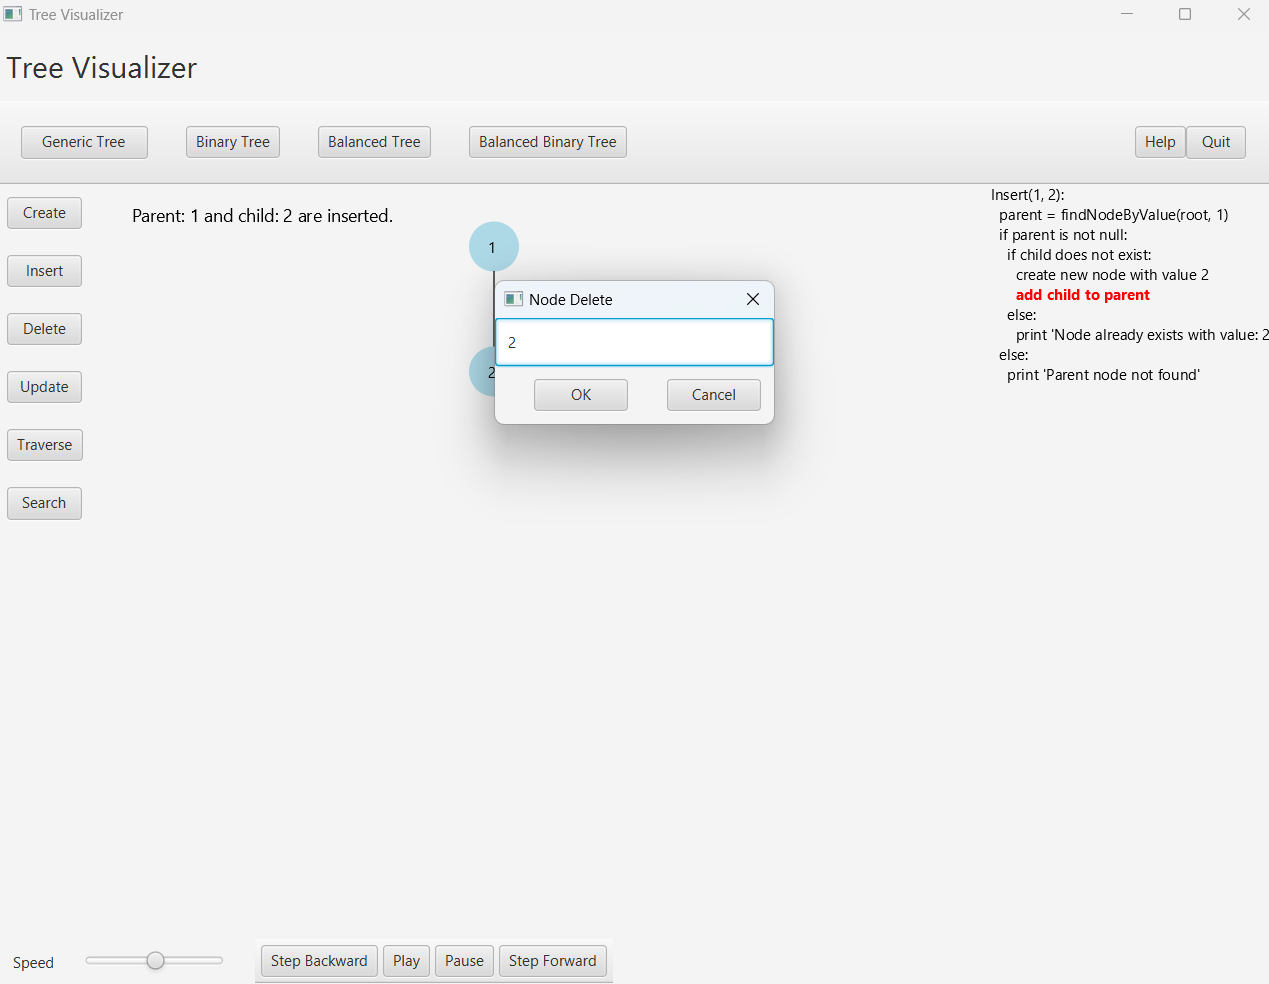 Tree Visualizer
Tree Visualizer
Generic Tree
Binary Tree
Balanced Tree
Balanced Binary Tree
Help
Quit
Create
Insert
Delete
Update
Traverse
Search
Parent: 1 and child: 2 are inserted.
1
2
Node Delete
2
OK
Cancel
Insert(1, 2):
parent = findNodeByValue(root, 1)
if parent is not null:
if child does not exist:
create new node with value 2
add child to parent
else:
print 'Node already exists with value: 2
else:
print 'Parent node not found'
Speed
Step Backward
Play
Pause
Step Forward